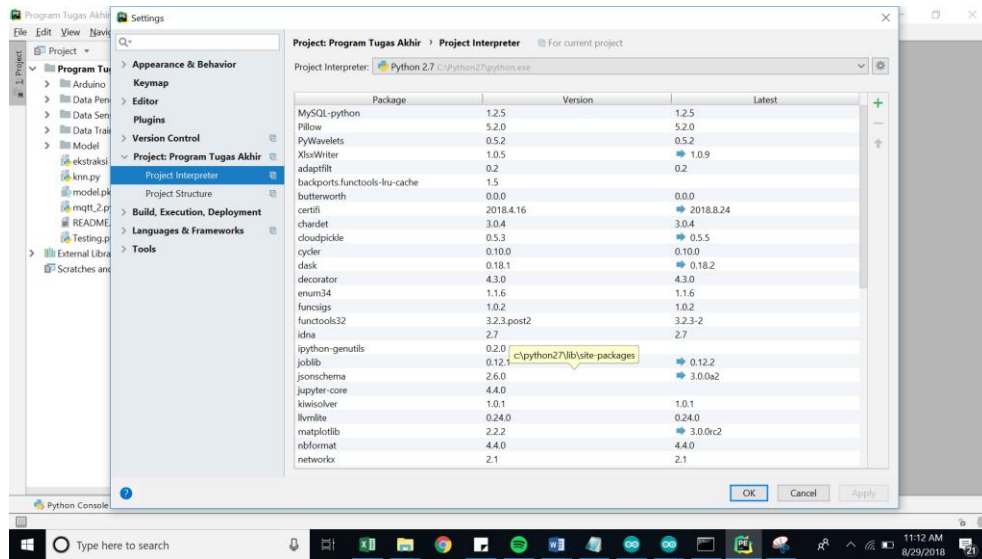 Program Tugas Akhir
Settings
File Edit View Navig
Project
1: Project
Program Tu
Arduino
Data Pen
Data Sen
Data Trai
Model
ekstraksi
knn.py
model.pk
mqtt_2.p
README.
Testing.p
External Libra
Scratches and
Appearance & Behavior
Keymap
Editor
Plugins
Version Control
Project: Program Tugas Akhir
Project Interpreter
Project Structure
Build, Execution, Deployment
Languages & Frameworks
Tools
Project: Program Tugas Akhir › Project Interpreter For current project
Project Interpreter: Python 2.7 C:\Python27\python.exe
Package Version Latest
MySQL-python 1.2.5 1.2.5
Pillow 5.2.0 5.2.0
PyWavelets 0.5.2 0.5.2
XlsxWriter 1.0.5 1.0.9
adaptfilt 0.2 0.2
backports.functools-lru-cache 1.5
butterworth 0.0.0 0.0.0
certifi 2018.4.16 2018.8.24
chardet 3.0.4 3.0.4
cloudpickle 0.5.3 0.5.5
cycler 0.10.0 0.10.0
dask 0.18.1 0.18.2
decorator 4.3.0 4.3.0
enum34 1.1.6 1.1.6
funcsigs 1.0.2 1.0.2
functools32 3.2.3.post2 3.2.3-2
idna 2.7 2.7
ipython-genutils 0.2.0
c:\python27\lib\site-packages
joblib 0.12.1 0.12.2
jsonschema 2.6.0 3.0.0a2
jupyter-core 4.4.0
kiwisolver 1.0.1 1.0.1
llvmlite 0.24.0 0.24.0
matplotlib 2.2.2 3.0.0rc2
nbformat 4.4.0 4.4.0
networkx 2.1 2.1
OK Cancel Apply
Python Console
Type here to search
11:12 AM
8/29/2018
21